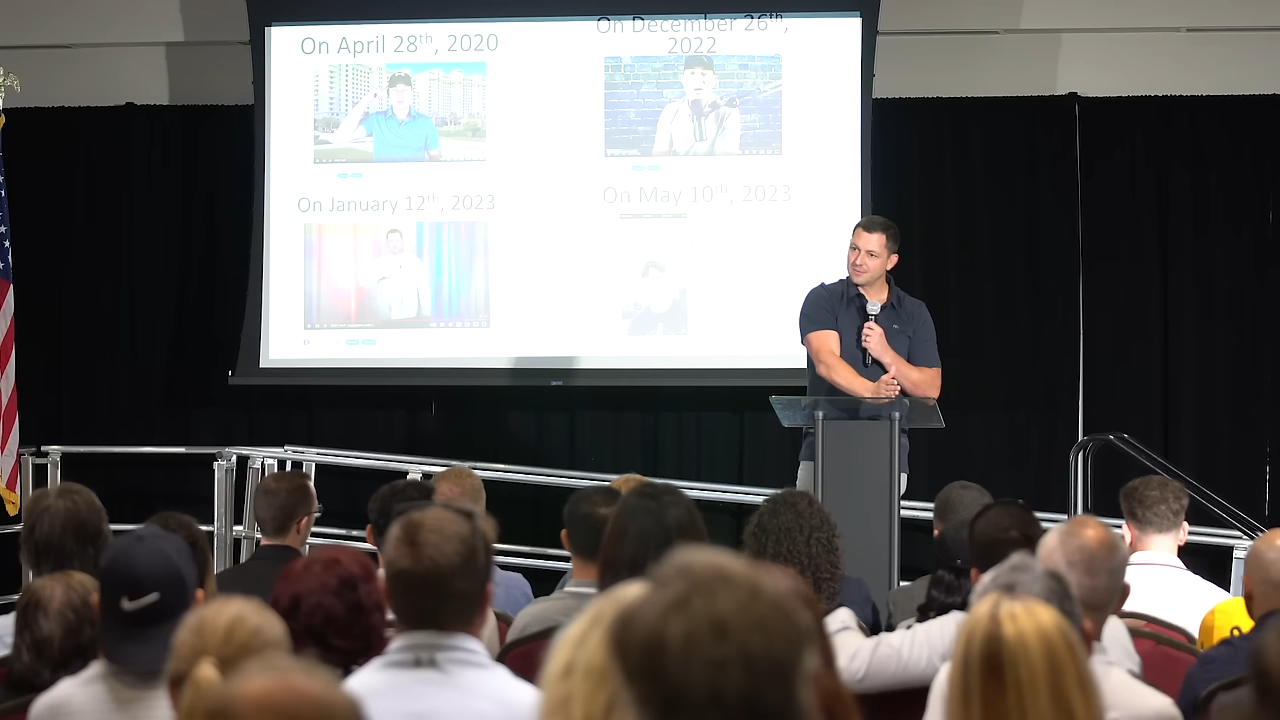 On April 28th, 2020
On December 26th,
2022
On January 12th, 2023
On May 10th, 2023